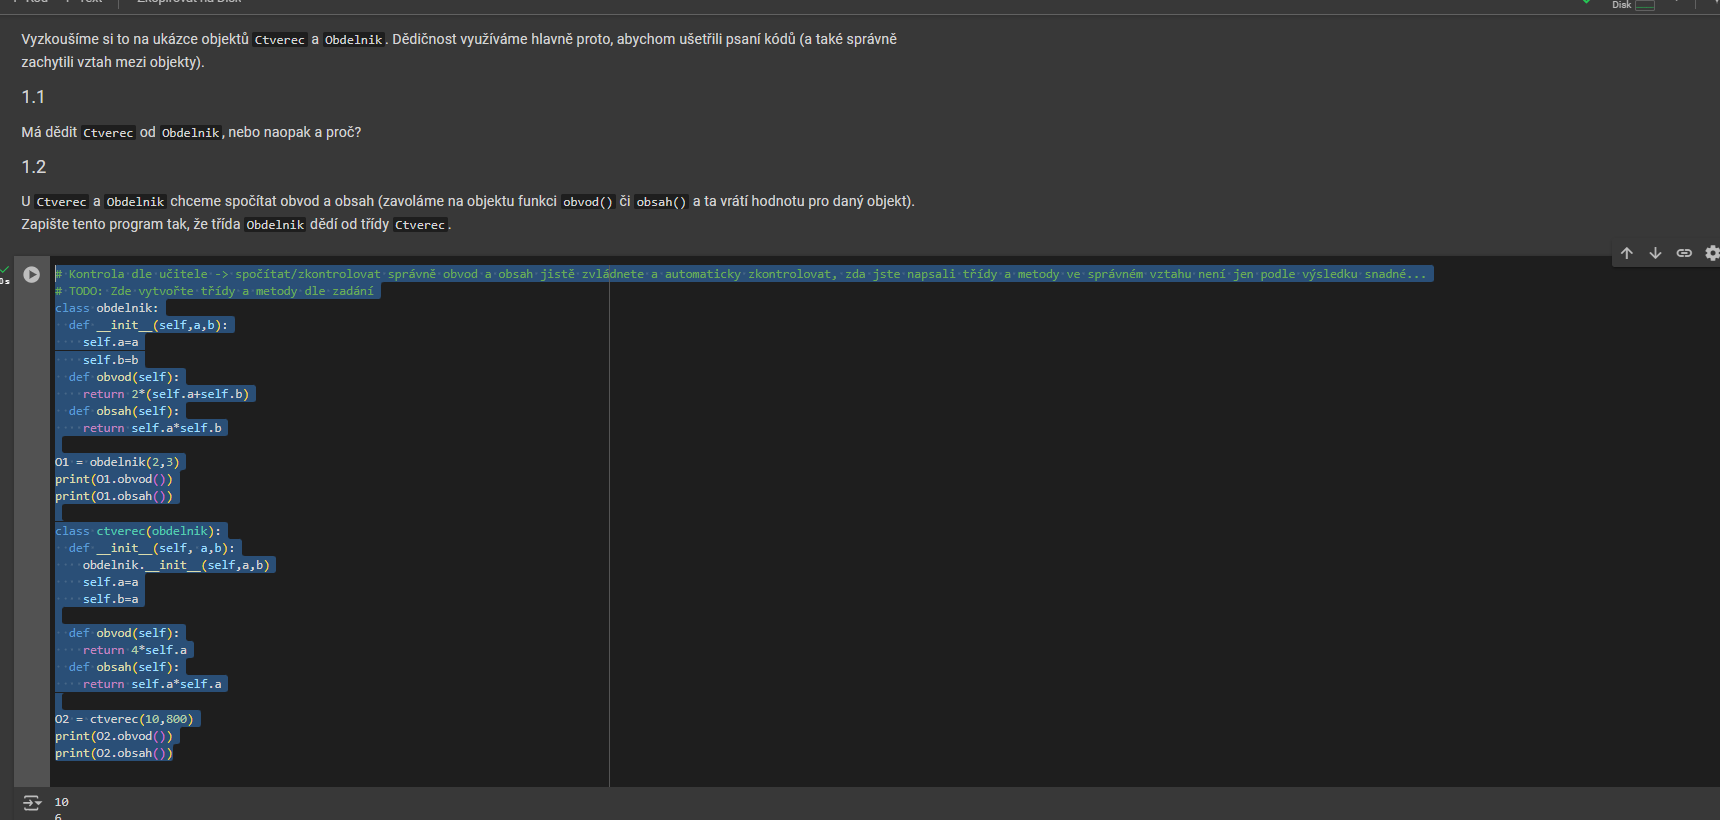 Disk
Vyzkoušíme si to na ukázce objektů Ctverec a Obdelnik. Dědičnost využíváme hlavně proto, abychom ušetřili psaní kódů (a také správně
zachytili vztah mezi objekty).
1.1
Má dědit Ctverec od Obdelnik, nebo naopak a proč?
1.2
U Ctverec a Obdelnik chceme spočítat obvod a obsah (zavoláme na objektu funkci obvod() či obsah() a ta vrátí hodnotu pro daný objekt).
Zapište tento program tak, že třída Obdelnik dědí od třídy Ctverec.
0s
# Kontrola dle učitele -> spočítat/zkontrolovat správně obvod a obsah jistě zvládnete a automaticky zkontrolovat, zda jste napsali třídy a metody ve správném vztahu není jen podle výsledku snadné...
# TODO: Zde vytvořte třídy a metody dle zadání
class obdelnik:
  def __init__(self,a,b):
    self.a=a
    self.b=b
  def obvod(self):
    return 2*(self.a+self.b)
  def obsah(self):
    return self.a*self.b
O1 = obdelnik(2,3)
print(O1.obvod())
print(O1.obsah())
class ctverec(obdelnik):
  def __init__(self, a,b):
    obdelnik.__init__(self,a,b)
    self.a=a
    self.b=a
  def obvod(self):
    return 4*self.a
  def obsah(self):
    return self.a*self.a
O2 = ctverec(10,800)
print(O2.obvod())
print(O2.obsah())
10
6